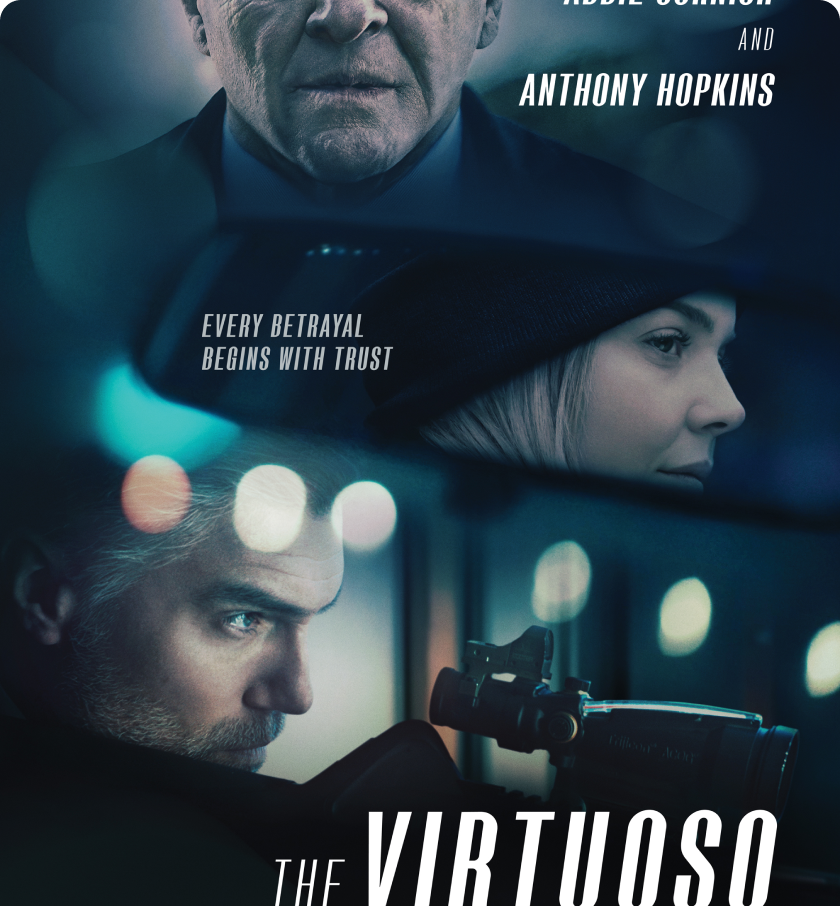 AND
ANTHONY HOPKINS
EVERY BETRAYAL
BEGINS WITH TRUST
THE VIRTUOSO